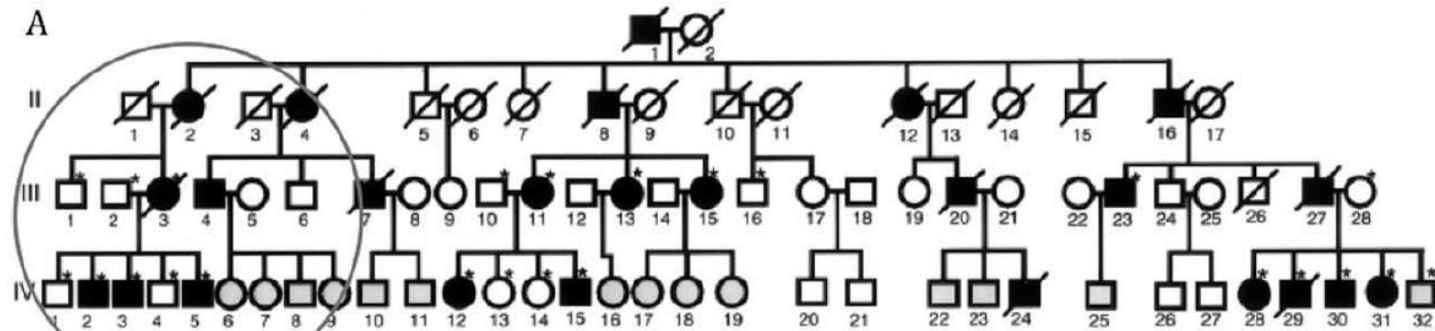 A
1 2
II
1 2 3 4 5 6 7 8 9 10 11 12 13 14 15 16 17
III
* * * * * * * * * *
1 2 3 4 5 6 7 8 9 10 11 12 13 14 15 16 17 18 19 20 21 22 23 24 25 26 27 28
IV
* * * * * * * * * * * * * *
1 2 3 4 5 6 7 8 9 10 11 12 13 14 15 16 17 18 19 20 21 22 23 24 25 26 27 28 29 30 31 32